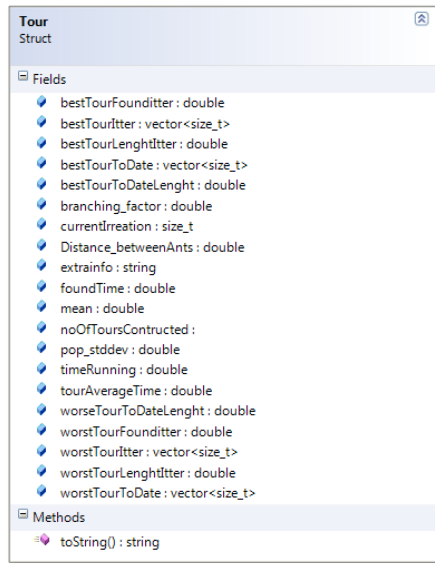 Tour
Struct
Fields
bestTourFounditter : double
bestTourItter : vector<size_t>
bestTourLenghtItter : double
bestTourToDate : vector<size_t>
bestTourToDateLenght : double
branching_factor : double
currentIrreation : size_t
Distance_betweenAnts : double
extrainfo : string
foundTime : double
mean : double
noOfToursContructed :
pop_stddev : double
timeRunning : double
tourAverageTime : double
worseTourToDateLenght : double
worstTourFounditter : double
worstTourItter : vector<size_t>
worstTourLenghtItter : double
worstTourToDate : vector<size_t>
Methods
toString() : string